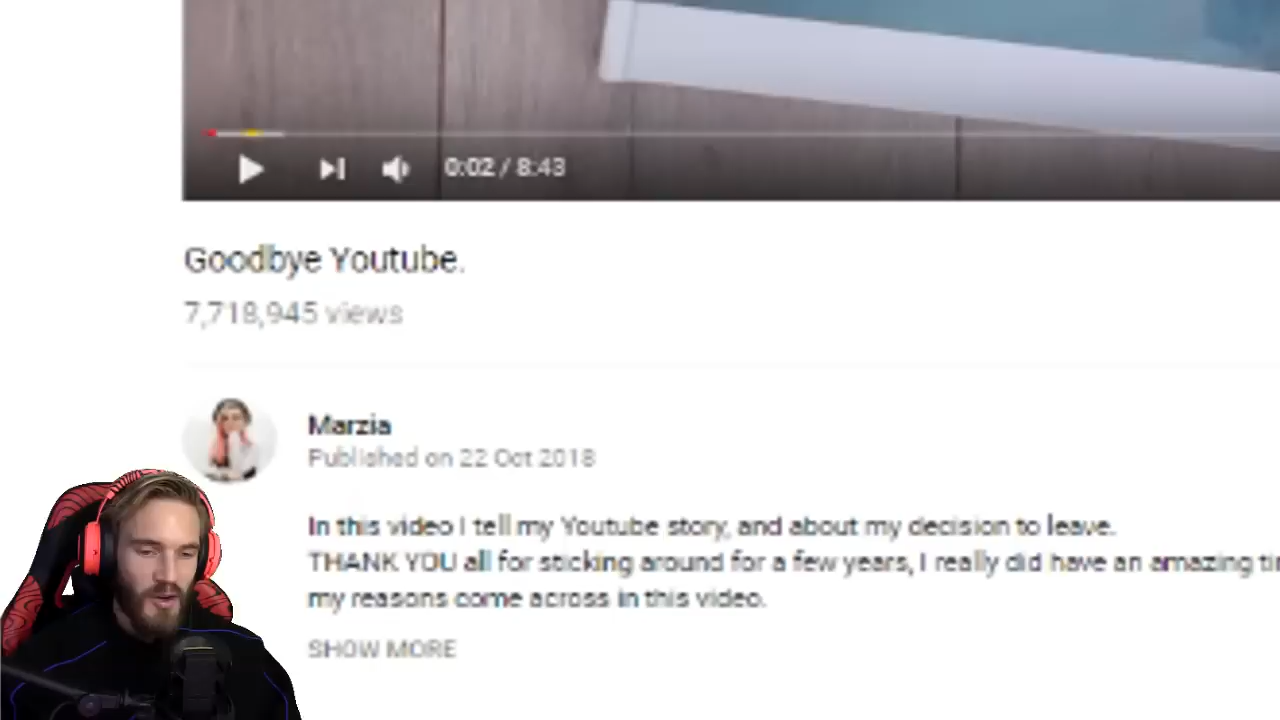 0:02 / 8:43
Goodbye Youtube.
7,718,945 views
Marzia
Published on 22 Oct 2018
In this video I tell my Youtube story, and about my decision to leave.
THANK YOU all for sticking around for a few years, I really did have an amazing
my reasons come across in this video.
SHOW MORE